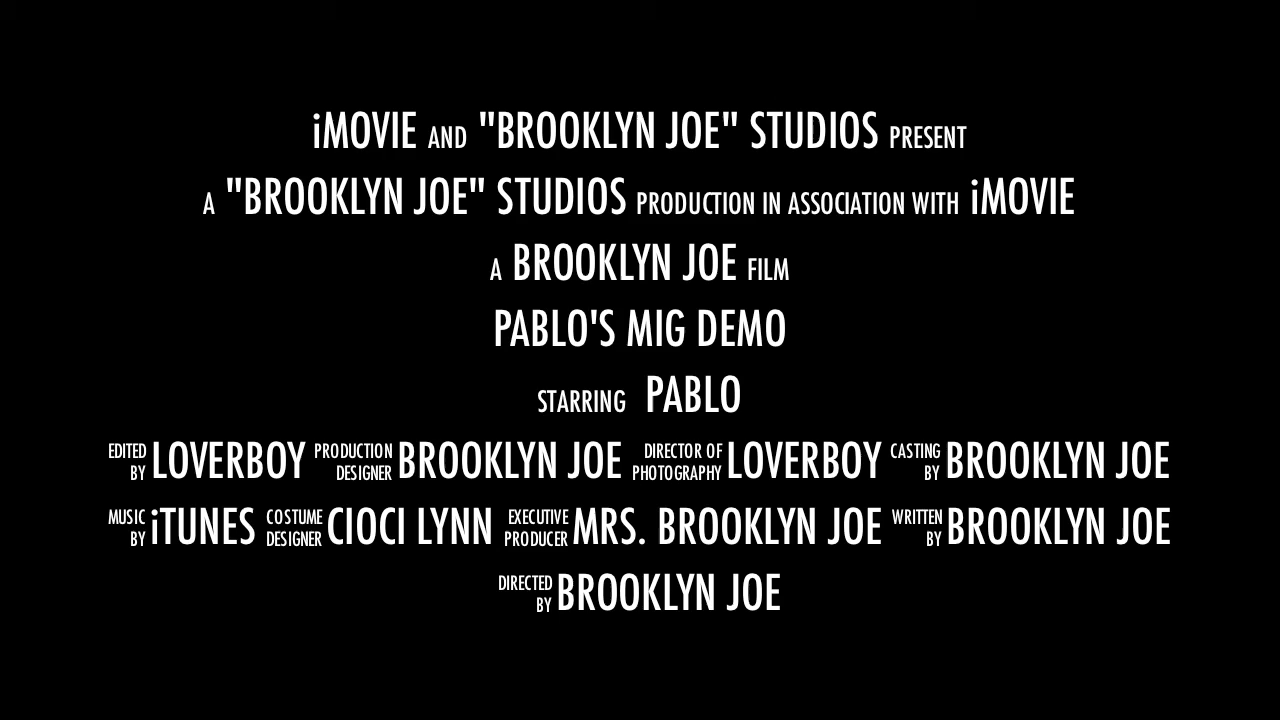 iMOVIE AND "BROOKLYN JOE" STUDIOS PRESENT
A "BROOKLYN JOE" STUDIOS PRODUCTION IN ASSOCIATION WITH iMOVIE
A BROOKLYN JOE FILM
PABLO'S MIG DEMO
STARRING PABLO
EDITED BY LOVERBOY PRODUCTION DESIGNER BROOKLYN JOE DIRECTOR OF PHOTOGRAPHY LOVERBOY CASTING BY BROOKLYN JOE
MUSIC BY iTUNES COSTUME DESIGNER CIOCI LYNN EXECUTIVE PRODUCER MRS. BROOKLYN JOE WRITTEN BY BROOKLYN JOE
DIRECTED BY BROOKLYN JOE